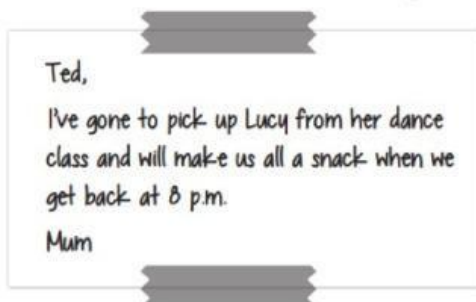 Ted,
I've gone to pick up Lucy from her dance
class and will make us all a snack when we
get back at 8 p.m.
Mum